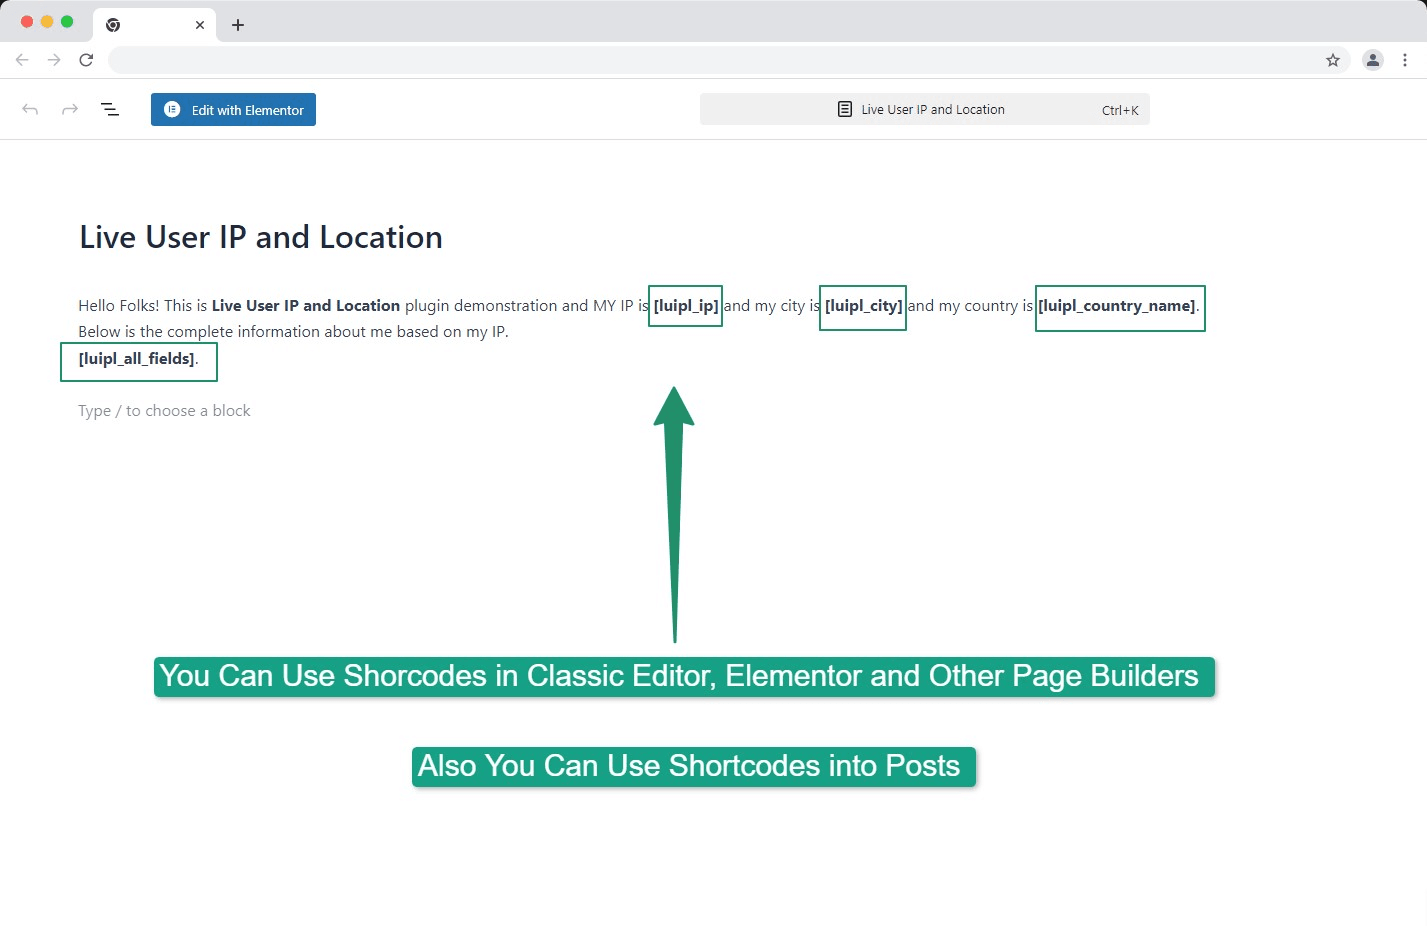 Edit with Elementor
Live User IP and Location
Ctrl+K
Live User IP and Location
Hello Folks! This is Live User IP and Location plugin demonstration and MY IP is [luipl_ip] and my city is [luipl_city] and my country is [luipl_country_name].
Below is the complete information about me based on my IP.
[luipl_all_fields].
Type / to choose a block
You Can Use Shorcodes in Classic Editor, Elementor and Other Page Builders
Also You Can Use Shortcodes into Posts